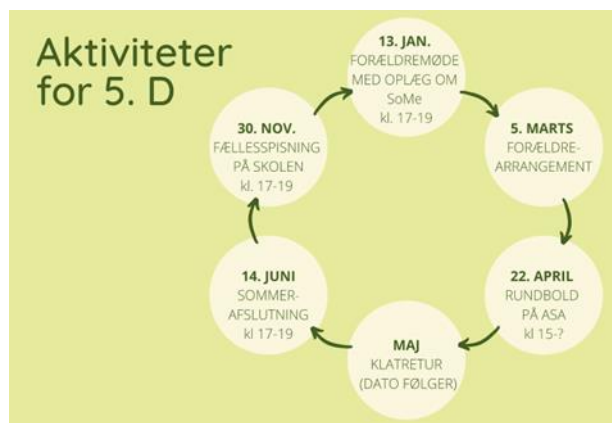 Aktiviteter
for 5. D
13. JAN.
FORÆLDREMØDE
MED OPLÆG OM
SoMe
kl. 17-19
5. MARTS
FORÆLDRE-
ARRANGEMENT
22. APRIL
RUNDBOLD
PÅ ASA
kl 15-?
MAJ
KLATRETUR
(DATO FØLGER)
14. JUNI
SOMMER-
AFSLUTNING
kl 17-19
30. NOV.
FÆLLESSPISNING
PÅ SKOLEN
kl. 17-19